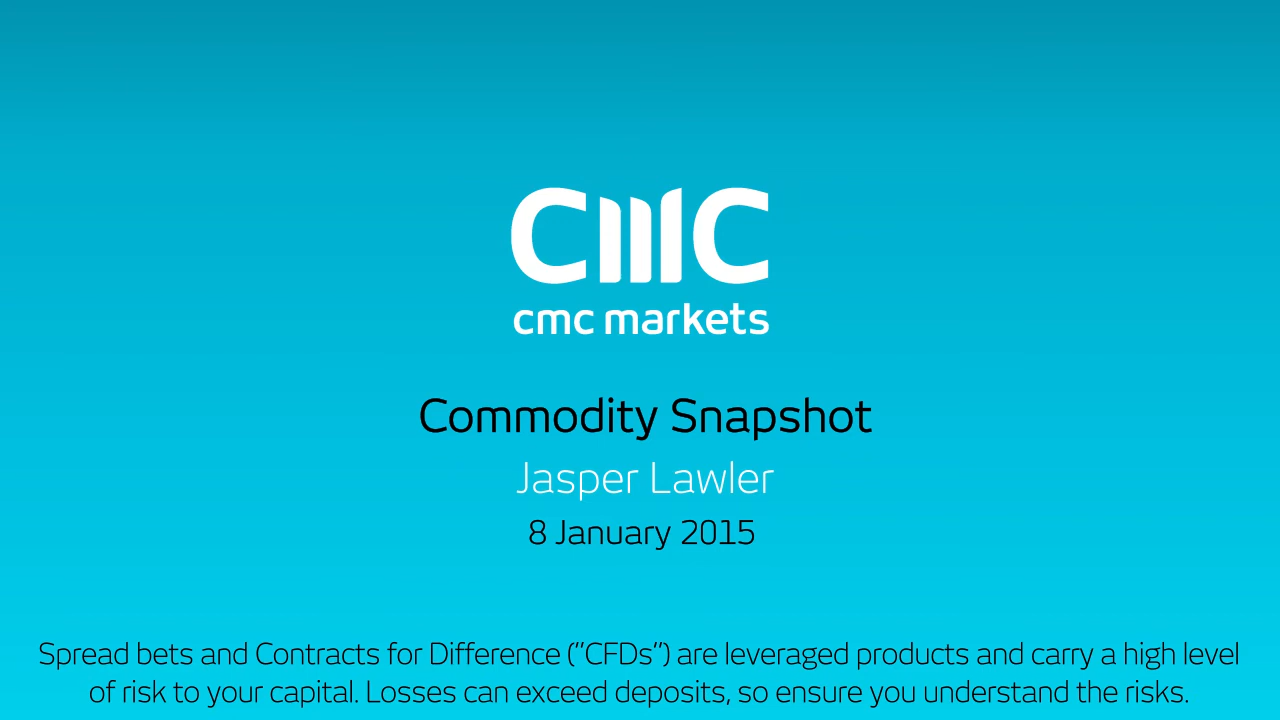 CMC
cmc markets
Commodity Snapshot
Jasper Lawler
8 January 2015
Spread bets and Contracts for Difference (“CFDs”) are leveraged products and carry a high level
of risk to your capital. Losses can exceed deposits, so ensure you understand the risks.